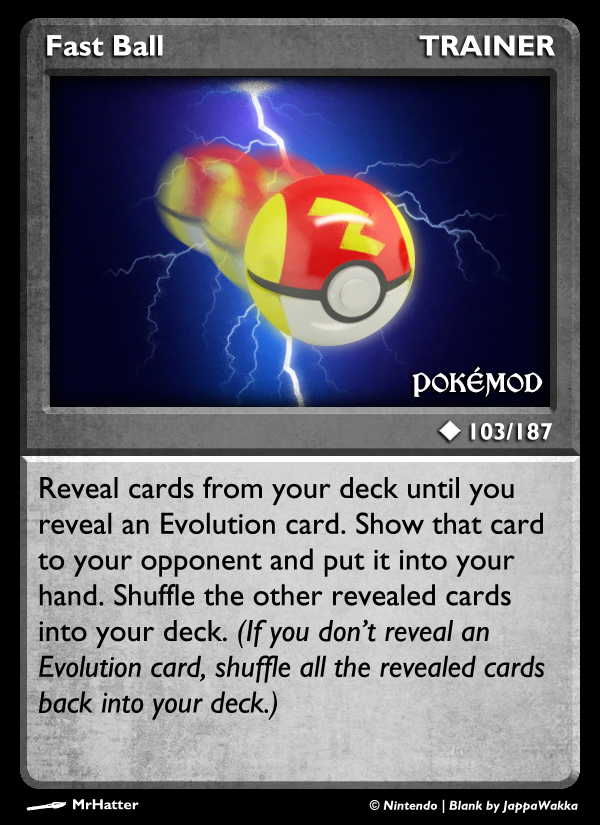 Fast Ball TRAINER
POKÉMOD
103/187
Reveal cards from your deck until you
reveal an Evolution card. Show that card
to your opponent and put it into your
hand. Shuffle the other revealed cards
into your deck. (If you don't reveal an
Evolution card, shuffle all the revealed cards
back into your deck.)
MrHatter © Nintendo | Blank by JappaWakka